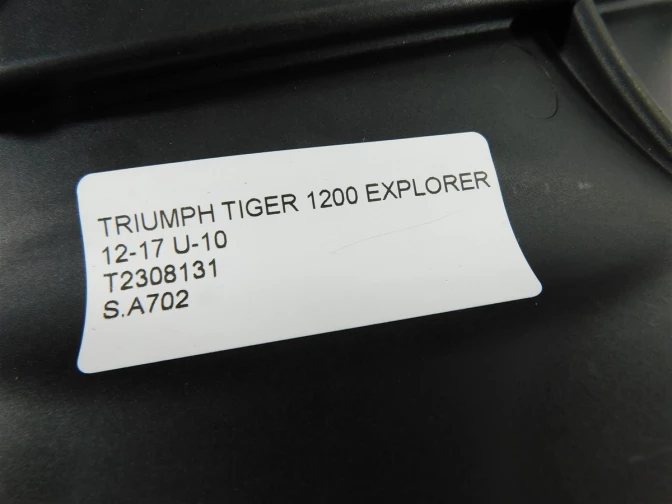 TRIUMPH TIGER 1200 EXPLORER
12-17 U-10
T2308131
S.A702